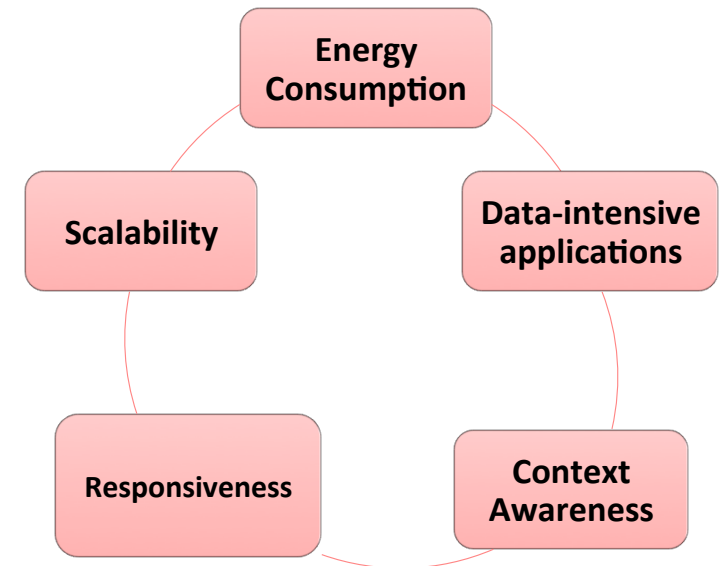 Energy
Consumption
Scalability
Data-intensive
applications
Responsiveness
Context
Awareness